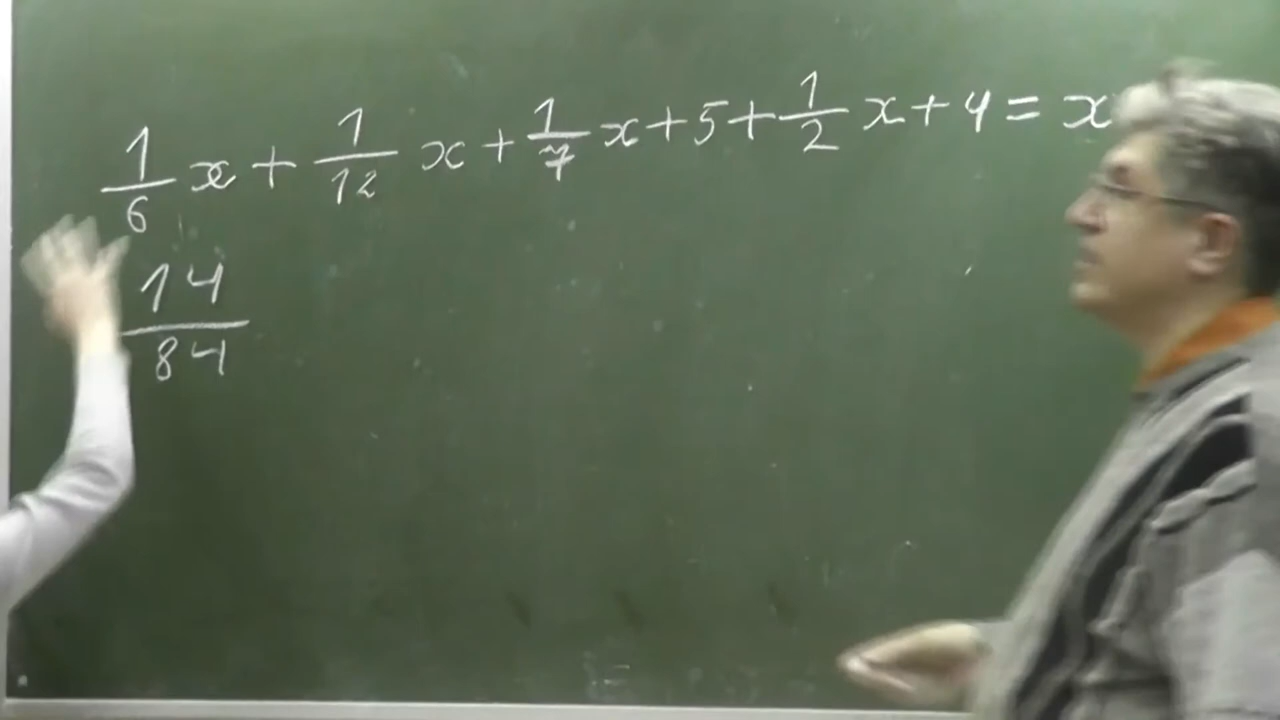 1/6 x + 1/12 x + 1/7 x + 5 + 1/2 x + 4 = x
14/84